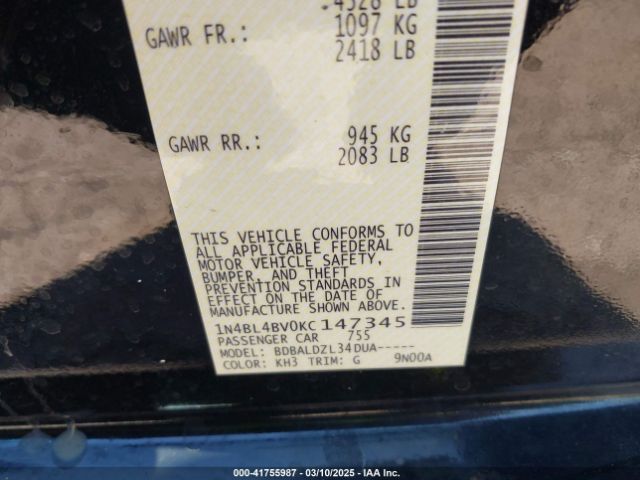 4328 LB
GAWR FR.: 1097 KG
2418 LB
GAWR RR.: 945 KG
2083 LB
THIS VEHICLE CONFORMS TO
ALL APPLICABLE FEDERAL
MOTOR VEHICLE SAFETY,
BUMPER, AND THEFT
PREVENTION STANDARDS IN
EFFECT ON THE DATE OF
MANUFACTURE SHOWN ABOVE.
1N4BL4BV0KC147345
PASSENGER CAR 755
MODEL: BDBALDZL34DUA-----
COLOR: KH3 TRIM: G 9N00A
000-41755987 - 03/10/2025 - IAA Inc.